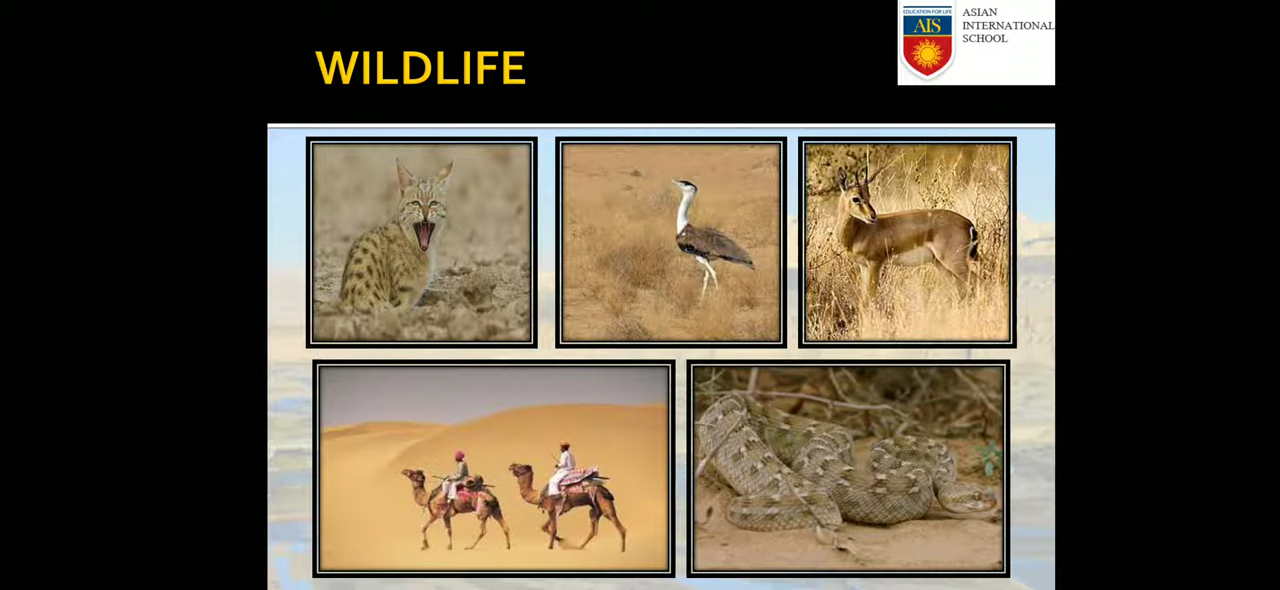 WILDLIFE
EDUCATION FOR LIFE
AIS
ASIAN
INTERNATIONAL
SCHOOL